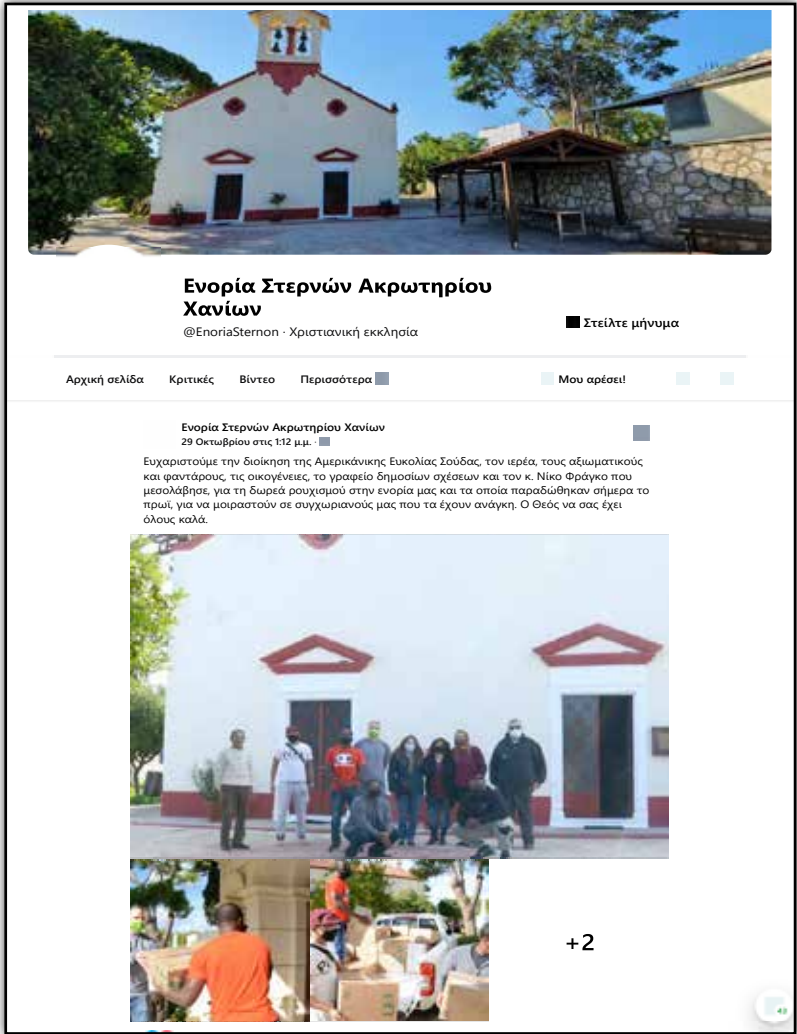 Ενορία Στερνών Ακρωτηρίου
Χανίων
@EnoriaSternon · Χριστιανική εκκλησία
Στείλτε μήνυμα
Αρχική σελίδα Κριτικές Βίντεο Περισσότερα Μου αρέσει!
Ενορία Στερνών Ακρωτηρίου Χανίων
29 Οκτωβρίου στις 1:12 μ.μ. ·
Ευχαριστούμε την διοίκηση της Αμερικάνικης Ευκολίας Σούδας, τον ιερέα, τους αξιωματικούς
και φαντάρους, τις οικογένειες, το γραφείο δημοσίων σχέσεων και τον κ. Νίκο Φράγκο που
μεσολάβησε, για τη δωρεά ρουχισμού στην ενορία μας και τα οποία παραδώθηκαν σήμερα το
πρωϊ, για να μοιραστούν σε συγχωριανούς μας που τα έχουν ανάγκη. Ο Θεός να σας έχει
όλους καλά.
+2